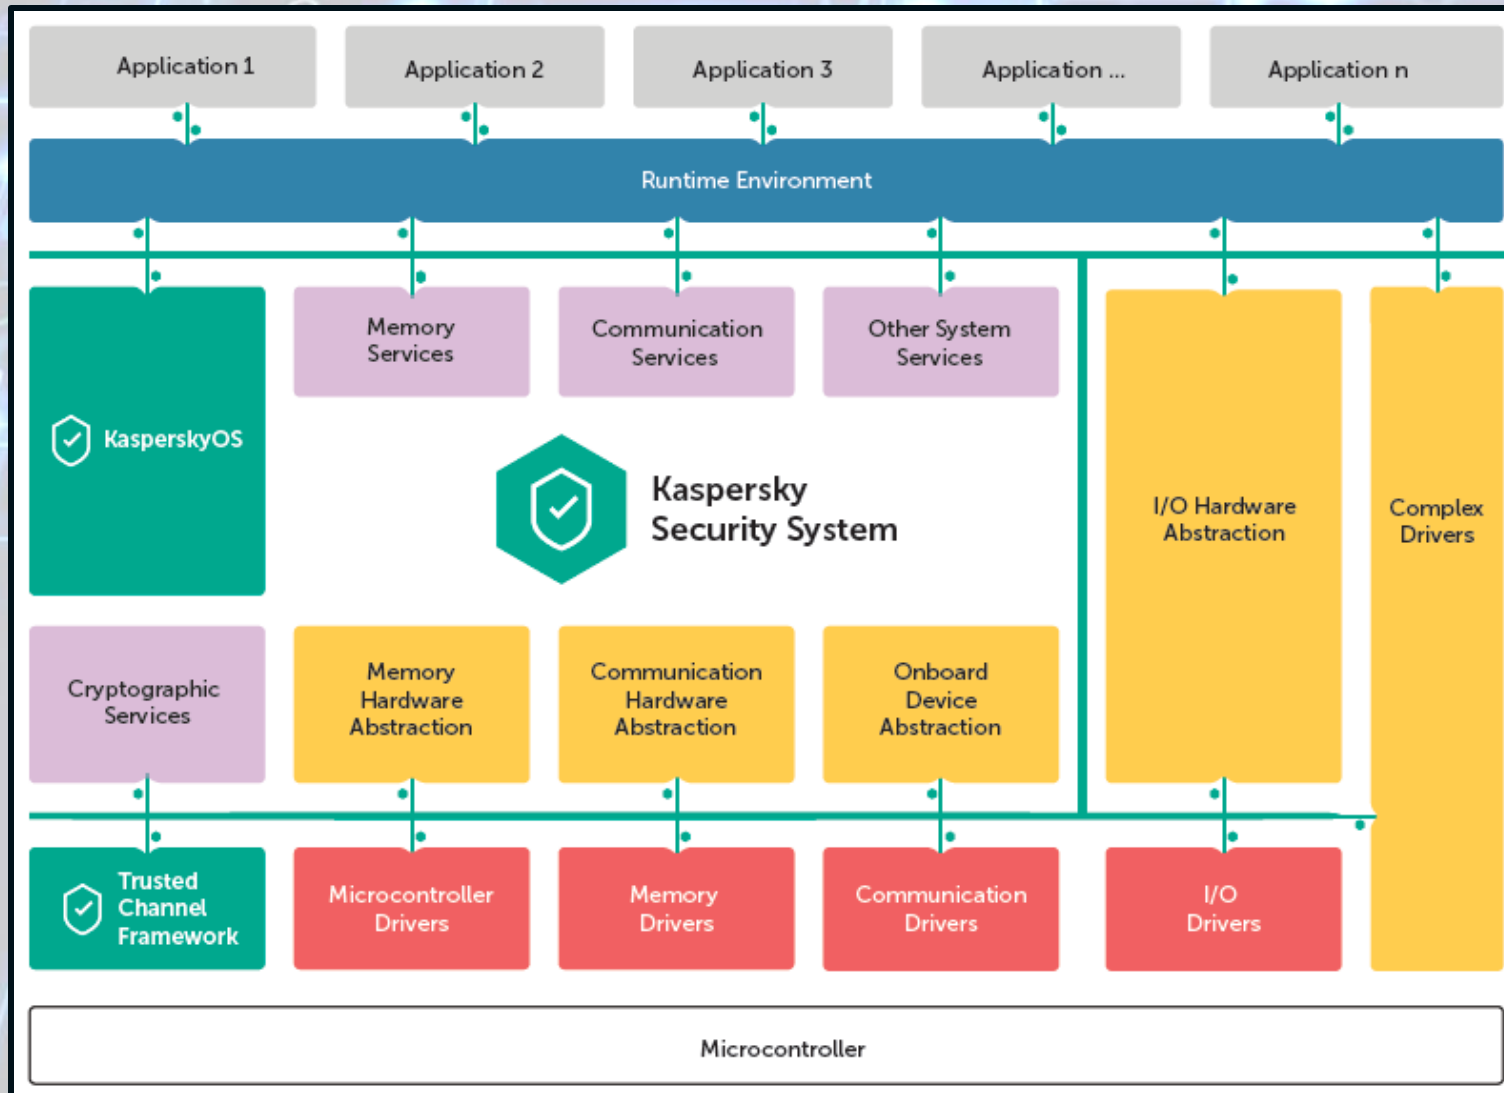 Application 1
Application 2
Application 3
Application ...
Application n
Runtime Environment
KasperskyOS
Memory
Services
Communication
Services
Other System
Services
Kaspersky
Security System
I/O Hardware
Abstraction
Complex
Drivers
Cryptographic
Services
Memory
Hardware
Abstraction
Communication
Hardware
Abstraction
Onboard
Device
Abstraction
Trusted
Channel
Framework
Microcontroller
Drivers
Memory
Drivers
Communication
Drivers
I/O
Drivers
Microcontroller